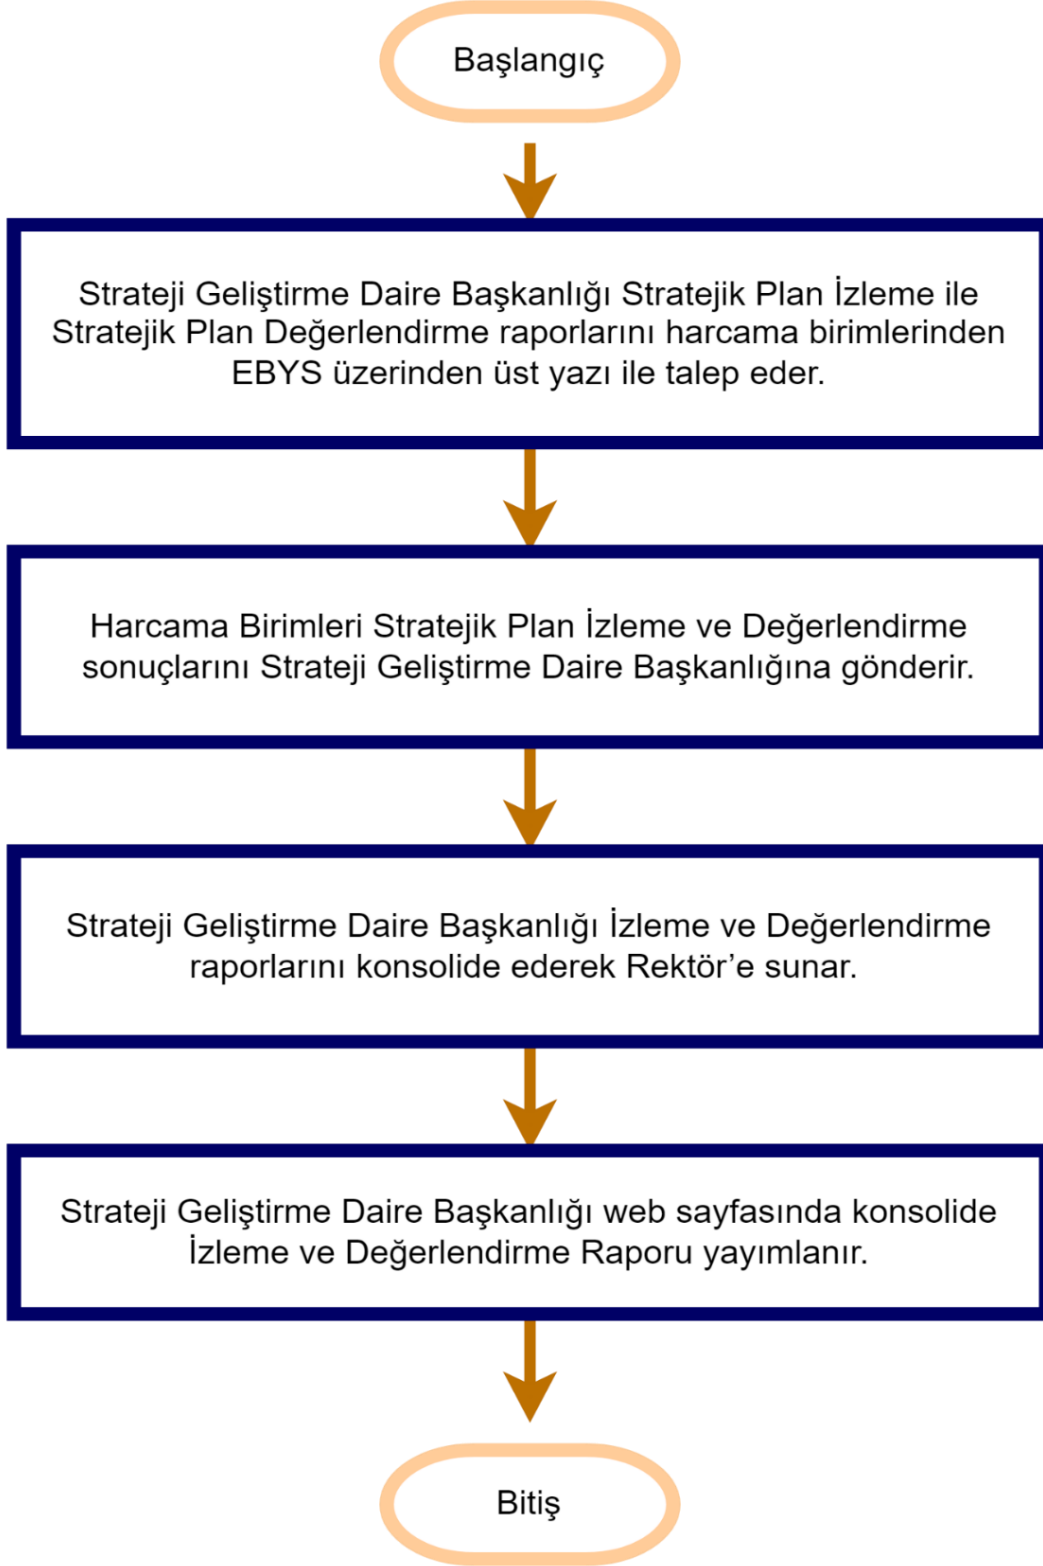 Başlangıç
Strateji Geliştirme Daire Başkanlığı Stratejik Plan İzleme ile
Stratejik Plan Değerlendirme raporlarını harcama birimlerinden
EBYS üzerinden üst yazı ile talep eder.
Harcama Birimleri Stratejik Plan İzleme ve Değerlendirme
sonuçlarını Strateji Geliştirme Daire Başkanlığına gönderir.
Strateji Geliştirme Daire Başkanlığı İzleme ve Değerlendirme
raporlarını konsolide ederek Rektör’e sunar.
Strateji Geliştirme Daire Başkanlığı web sayfasında konsolide
İzleme ve Değerlendirme Raporu yayımlanır.
Bitiş